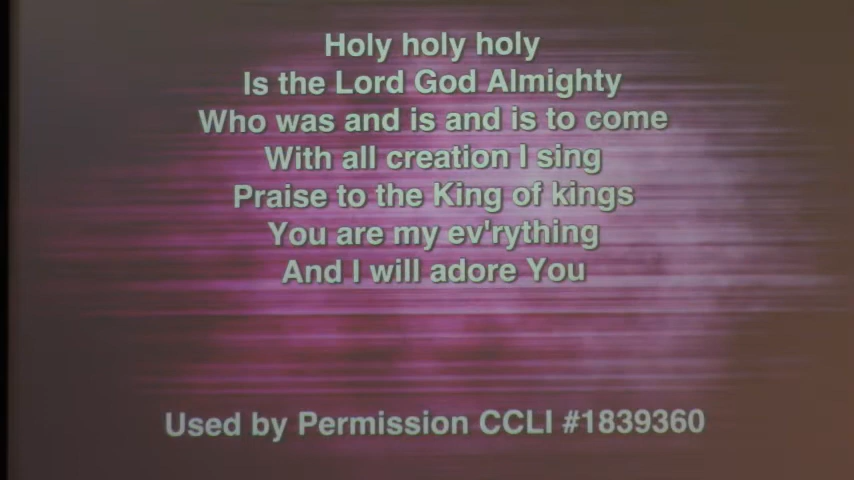 Holy holy holy
Is the Lord God Almighty
Who was and is and is to come
With all creation I sing
Praise to the King of kings
You are my ev'rything
And I will adore You
Used by Permission CCLI #1839360